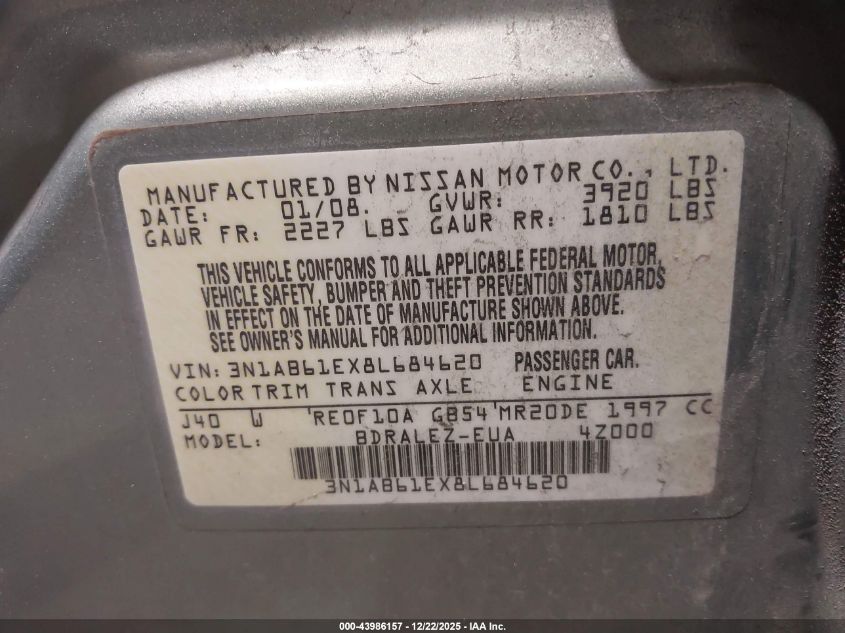 MANUFACTURED BY NISSAN MOTOR CO., LTD.
DATE: 01/08. GVWR: 3920 LBS
GAWR FR: 2227 LBS GAWR RR: 1810 LBS
THIS VEHICLE CONFORMS TO ALL APPLICABLE FEDERAL MOTOR
VEHICLE SAFETY, BUMPER AND THEFT PREVENTION STANDARDS
IN EFFECT ON THE DATE OF MANUFACTURE SHOWN ABOVE.
SEE OWNER'S MANUAL FOR ADDITIONAL INFORMATION.
VIN: 3N1AB61EX8L684620 PASSENGER CAR.
COLOR TRIM TRANS AXLE ENGINE
J40 W RE0F10A GB54 MR20DE 1997 CC
MODEL: BDRALEZ-EUA 4Z000
3N1AB61EX8L684620
000-43986157 - 12/22/2025 - IAA Inc.